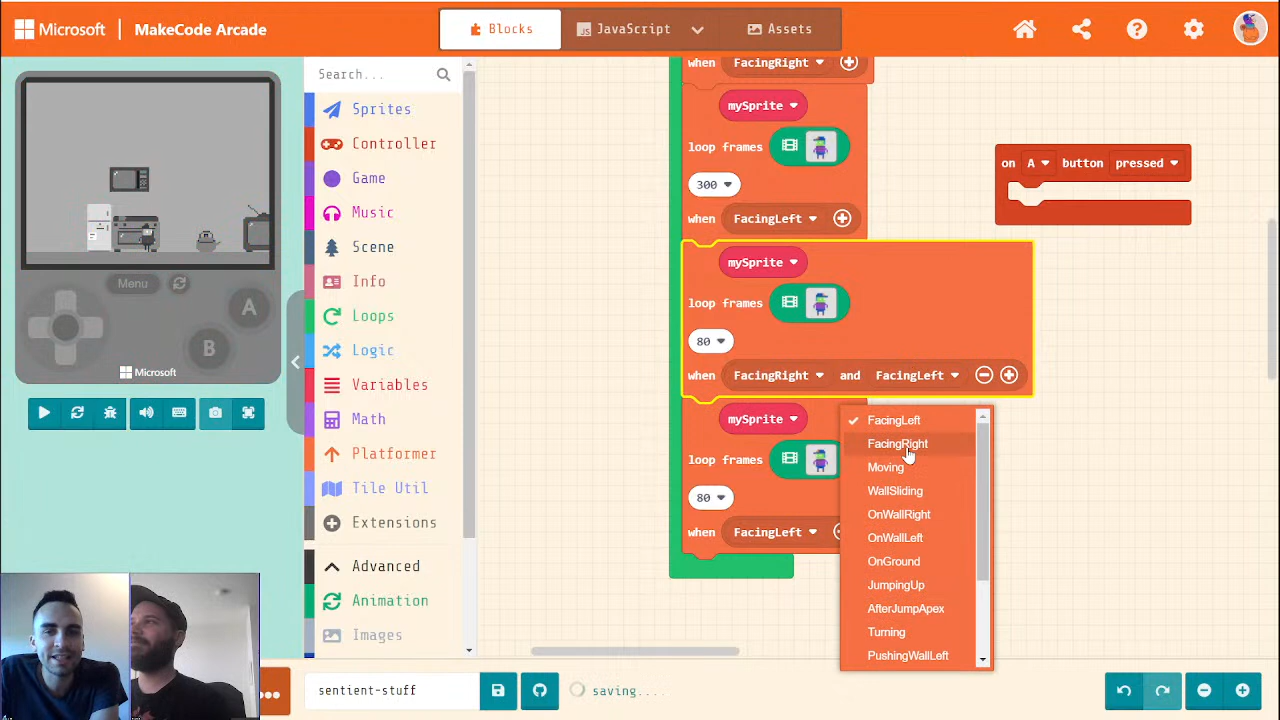 Microsoft | MakeCode Arcade
Blocks
JavaScript
Assets
Menu
A
B
Microsoft
Search...
Sprites
Controller
Game
Music
Scene
Info
Loops
Logic
Variables
Math
Platformer
Tile Util
Extensions
Advanced
Animation
Images
when FacingRight
mySprite
loop frames
300
when FacingLeft
mySprite
loop frames
80
when FacingRight and FacingLeft
mySprite
loop frames
80
when FacingLeft
FacingLeft
FacingRight
Moving
WallSliding
OnWallRight
OnWallLeft
OnGround
JumpingUp
AfterJumpApex
Turning
PushingWallLeft
on A button pressed
sentient-stuff
saving....